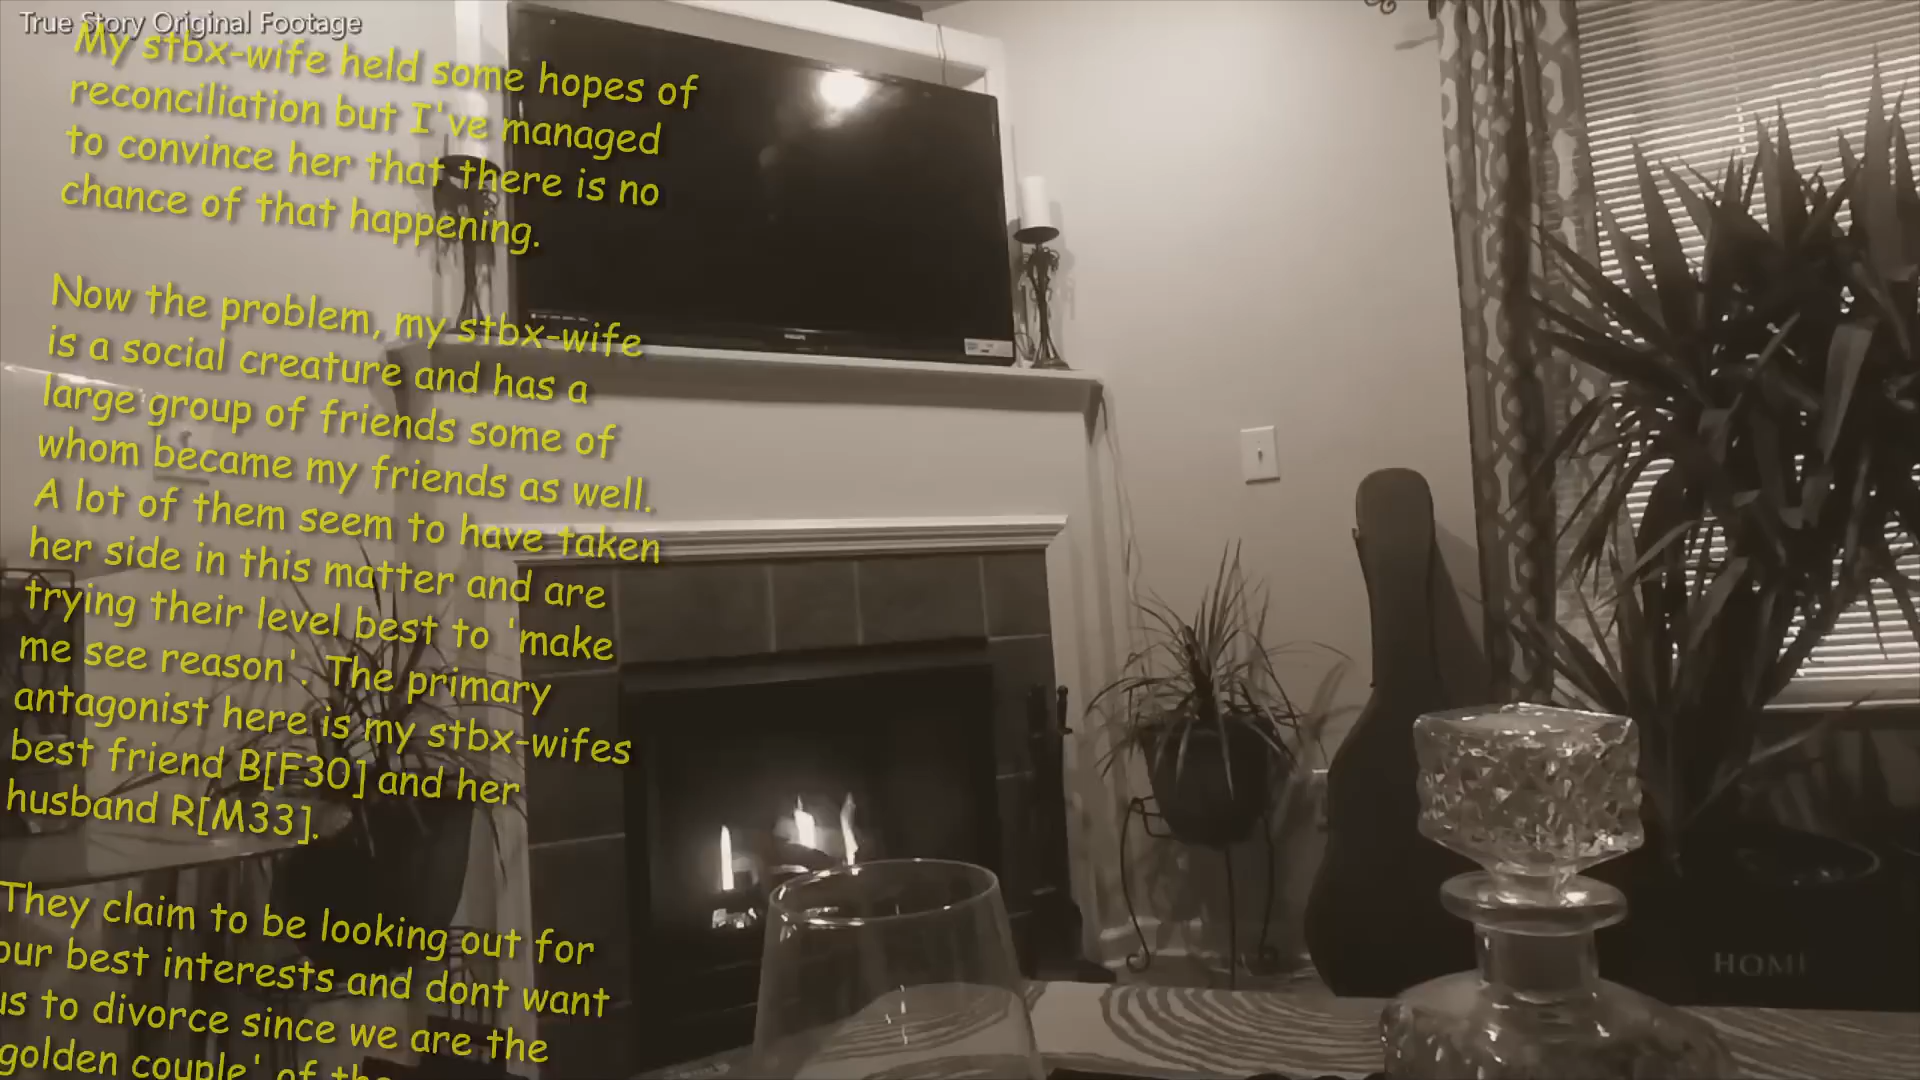 True Story Original Footage
My stbx-wife held some hopes of
reconciliation but I've managed
to convince her that there is no
chance of that happening.
Now the problem, my stbx-wife
is a social creature and has a
large group of friends some of
whom became my friends as well.
A lot of them seem to have taken
her side in this matter and are
trying their level best to 'make
me see reason'. The primary
antagonist here is my stbx-wifes
best friend B[F30] and her
husband R[M33].
They claim to be looking out for
our best interests and dont want
us to divorce since we are the
golden couple' of
PHILIPS
HOME